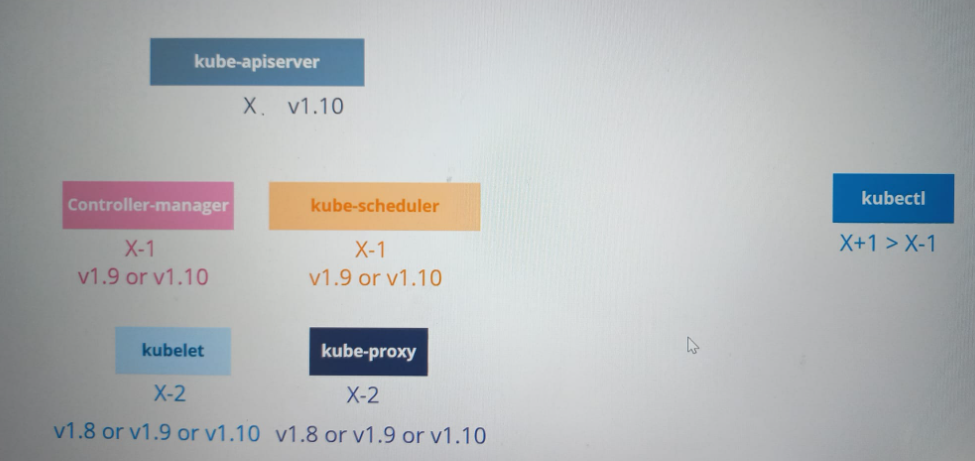 kube-apiserver
X. v1.10
Controller-manager
kube-scheduler
kubectl
X-1
X-1
X+1 > X-1
v1.9 or v1.10
v1.9 or v1.10
kubelet
kube-proxy
X-2
X-2
v1.8 or v1.9 or v1.10
v1.8 or v1.9 or v1.10